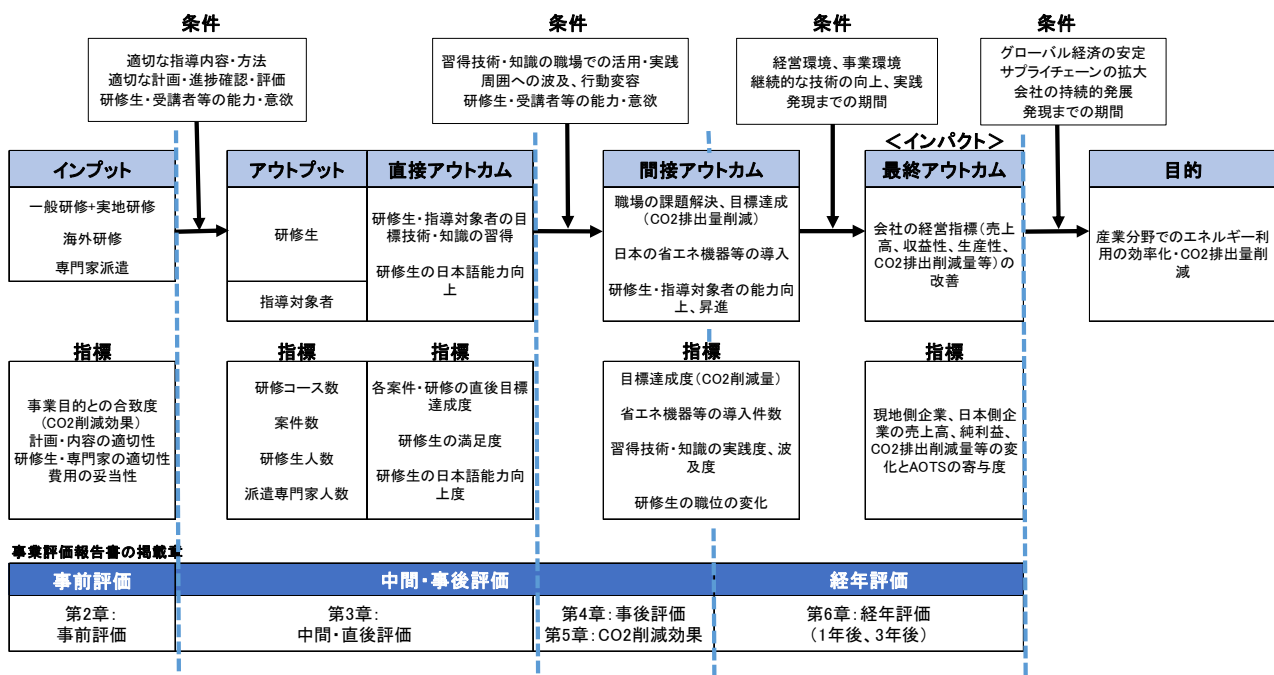 条件
条件
条件
条件
適切な指導内容・方法
適切な計画・進捗確認・評価
研修生・受講者等の能力・意欲
習得技術・知識の職場での活用・実践
周囲への波及、行動変容
研修生・受講者等の能力・意欲
経営環境、事業環境
継続的な技術の向上、実践
発現までの期間
グローバル経済の安定
サプライチェーンの拡大
会社の持続的発展
発現までの期間
<インパクト>
インプット
アウトプット
直接アウトカム
間接アウトカム
最終アウトカム
目的
一般研修+実地研修
海外研修
専門家派遣
研修生
指導対象者
研修生・指導対象者の目
標技術・知識の習得
研修生の日本語能力向
上
職場の課題解決、目標達成
(CO2排出量削減)
日本の省エネ機器等の導入
研修生・指導対象者の能力向
上、昇進
会社の経営指標(売上
高、収益性、生産性、
CO2排出削減量等)の
改善
産業分野でのエネルギー利
用の効率化・CO2排出量削
減
指標
指標
指標
指標
指標
事業目的との合致度
(CO2削減効果)
計画・内容の適切性
研修生・専門家の適切性
費用の妥当性
研修コース数
案件数
研修生人数
派遣専門家人数
各案件・研修の直後目標
達成度
研修生の満足度
研修生の日本語能力向
上度
目標達成度(CO2削減量)
省エネ機器等の導入件数
習得技術・知識の実践度、波
及度
研修生の職位の変化
現地側企業、日本側企
業の売上高、純利益、
CO2排出削減量等の変
化とAOTSの寄与度
事業評価報告書の掲載章
事前評価
中間・事後評価
経年評価
第2章:
事前評価
第3章:
中間・直後評価
第4章:事後評価
第5章:CO2削減効果
第6章:経年評価
(1年後、3年後)